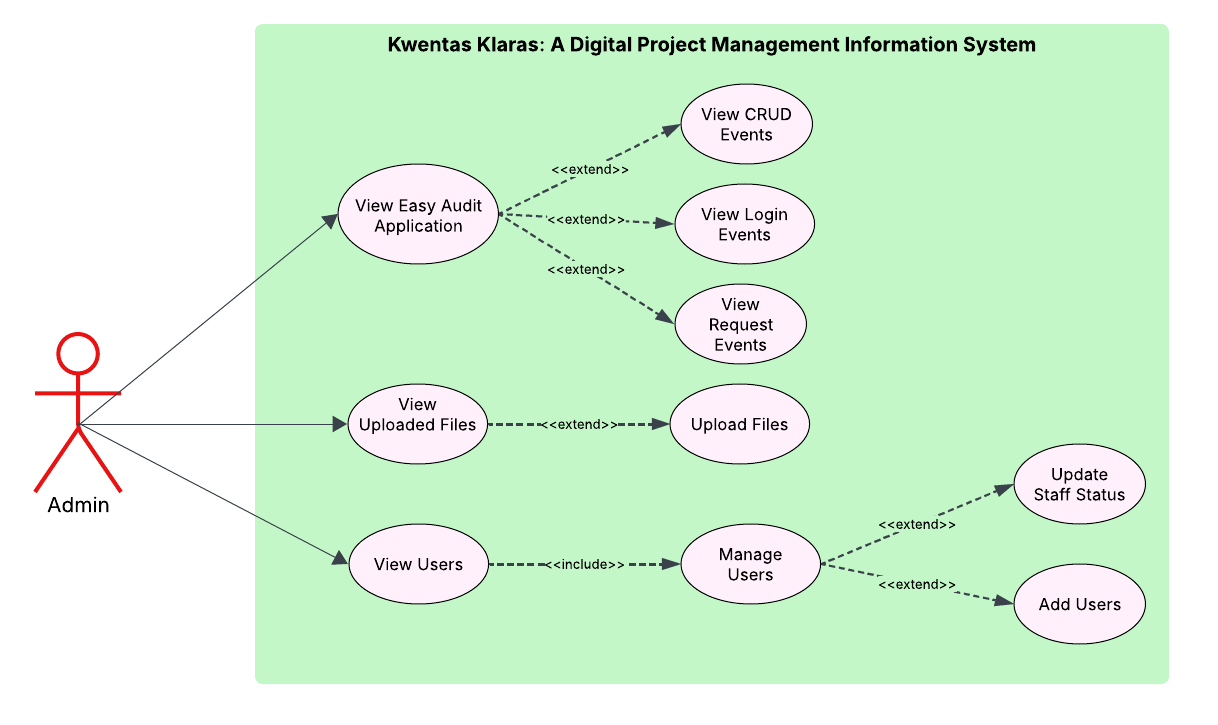 Kwentas Klaras: A Digital Project Management Information System
View CRUD
Events
<<extend>>
View Easy Audit
Application
<<extend>>
View Login
Events
<<extend>>
View
Request
Events
View
Uploaded Files
<<extend>>
Upload Files
Admin
Update
Staff Status
<<extend>>
View Users
<<include>>
Manage
Users
<<extend>>
Add Users